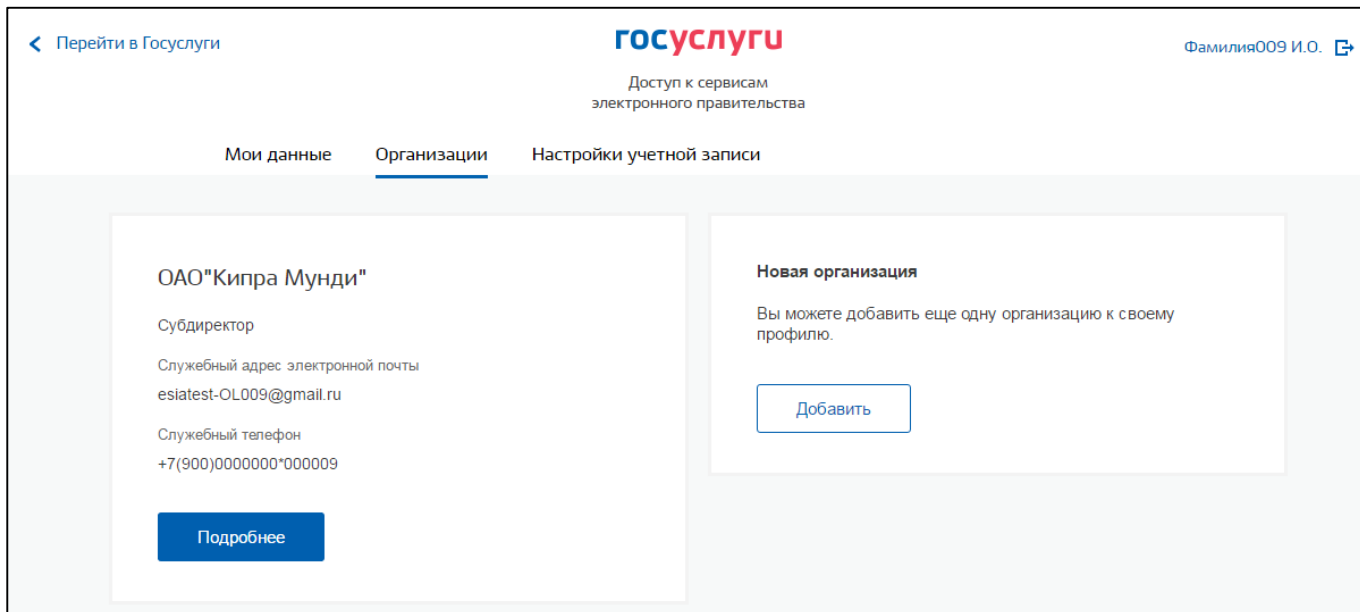 Перейти в Госуслуги
госуслуги
Фамилия009 И.О.
Доступ к сервисам
электронного правительства
Мои данные Организации Настройки учетной записи
ОАО"Кипра Мунди"
Субдиректор
Служебный адрес электронной почты
esiatest-OL009@gmail.ru
Служебный телефон
+7(900)0000000*000009
Подробнее
Новая организация
Вы можете добавить еще одну организацию к своему
профилю.
Добавить